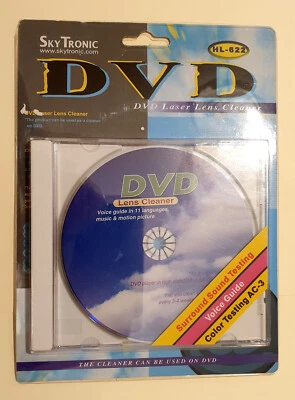 SKYTRONIC
www.skytronic.com
HL-622
DVD
DVD Laser Lens Cleaner
DVD Laser Lens Cleaner
DVD
Lens Cleaner
Voice guide in 11 languages,
music & motion picture
Surround Sound Testing
Voice Guide
Color Testing AC-3
THE CLEANER CAN BE USED ON DVD